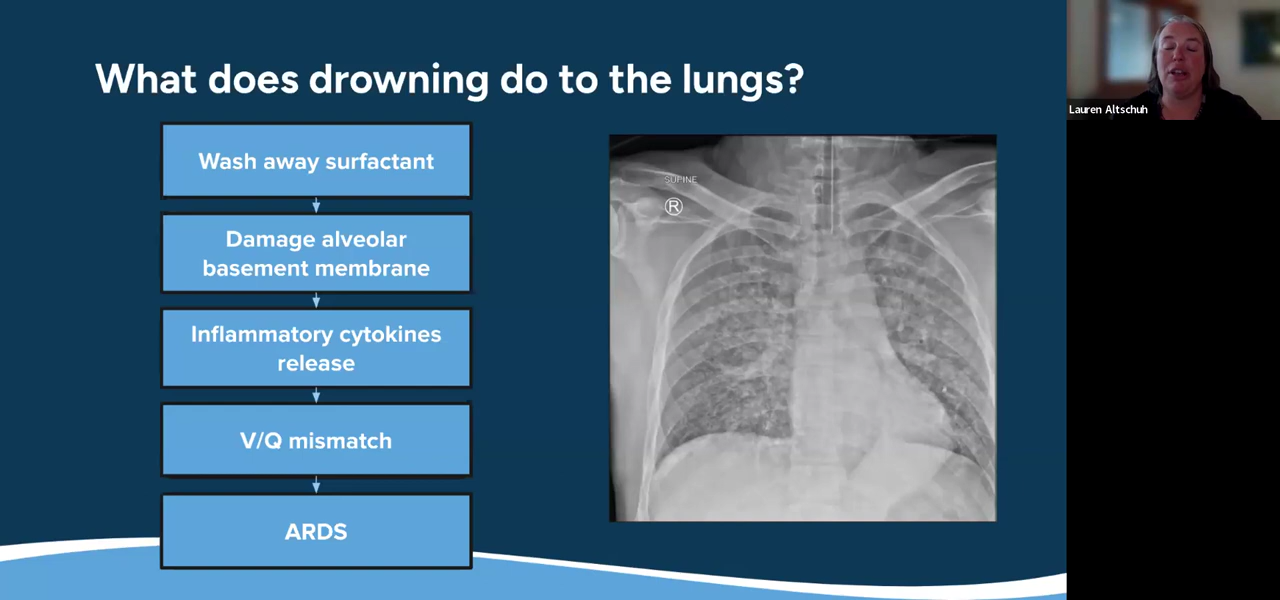 What does drowning do to the lungs?
Wash away surfactant
Damage alveolar
basement membrane
Inflammatory cytokines
release
V/Q mismatch
ARDS
SUPINE
R
Lauren Altschuh